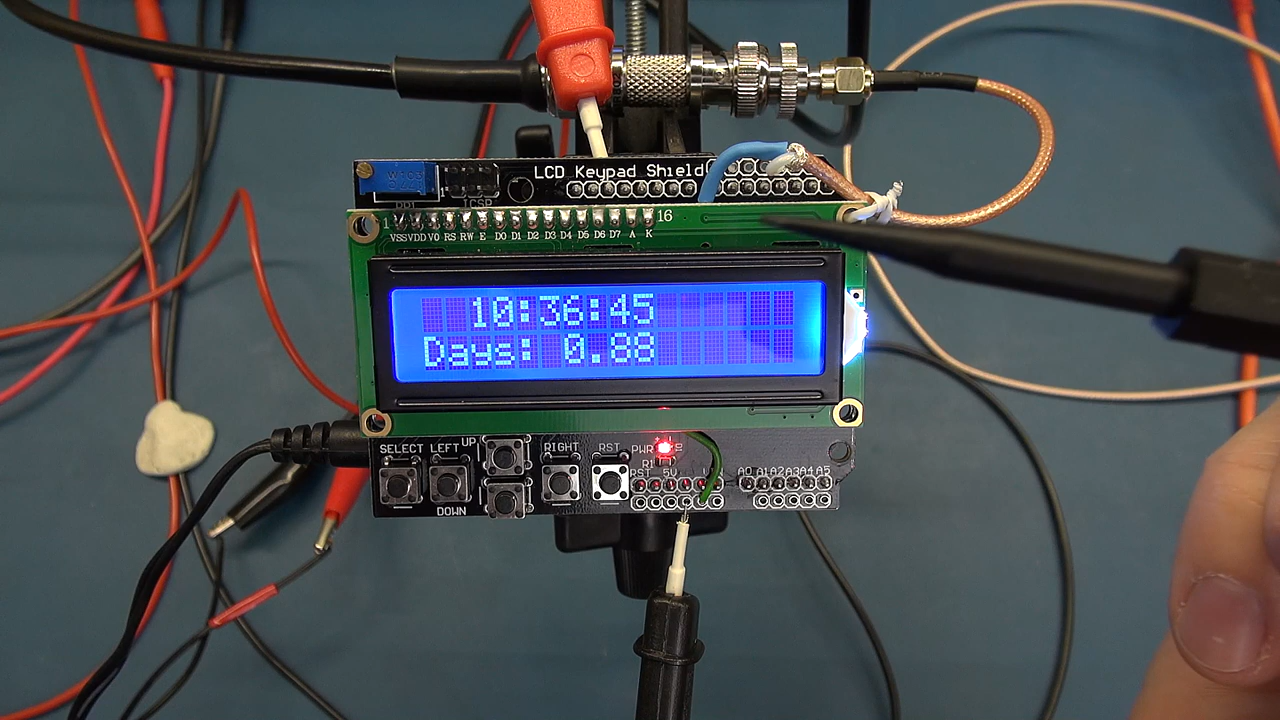 LCD Keypad Shield
ICSP
1
16
VSS VDD V0 RS RW E D0 D1 D2 D3 D4 D5 D6 D7 A K
10:36:45
Days: 0.88
SELECT LEFT UP RIGHT RST PWR
DOWN
R1
RST 5V
A0 A1 A2 A3 A4 A5